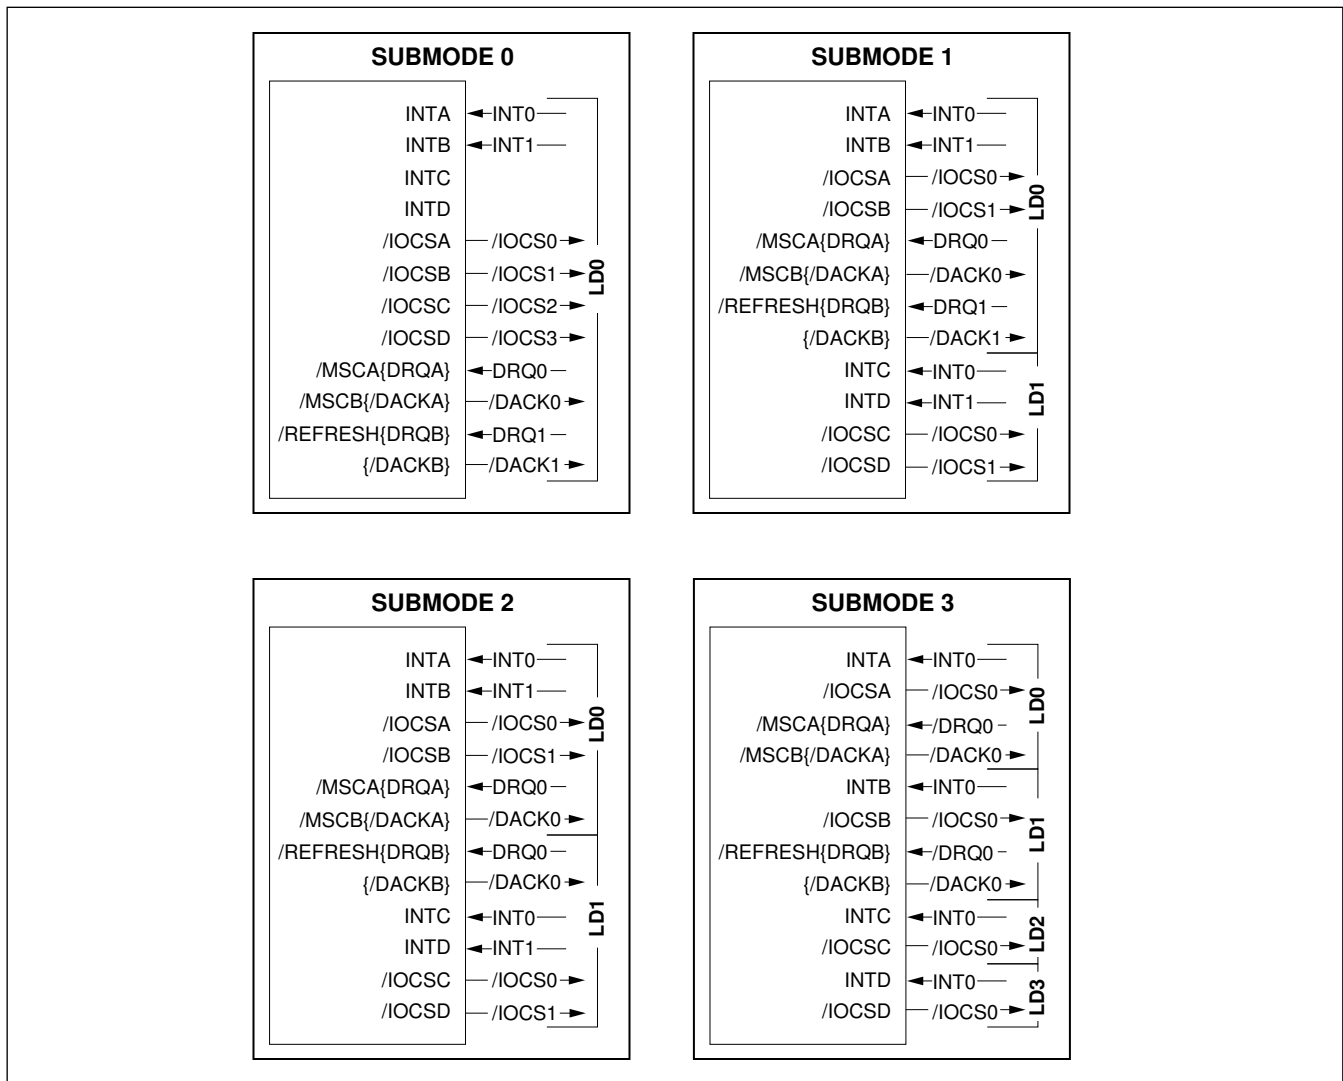 SUBMODE 0
INTA INT0
INTB INT1
INTC
INTD
/IOCSA /IOCS0
/IOCSB /IOCS1
/IOCSC /IOCS2
/IOCSD /IOCS3
/MSCA{DRQA} DRQ0
/MSCB{/DACKA} /DACK0
/REFRESH{DRQB} DRQ1
{/DACKB} /DACK1
LD0
SUBMODE 1
INTA INT0
INTB INT1
/IOCSA /IOCS0
/IOCSB /IOCS1
/MSCA{DRQA} DRQ0
/MSCB{/DACKA} /DACK0
/REFRESH{DRQB} DRQ1
{/DACKB} /DACK1
LD0
INTC INT0
INTD INT1
/IOCSC /IOCS0
/IOCSD /IOCS1
LD1
SUBMODE 2
INTA INT0
INTB INT1
/IOCSA /IOCS0
/IOCSB /IOCS1
/MSCA{DRQA} DRQ0
/MSCB{/DACKA} /DACK0
LD0
/REFRESH{DRQB} DRQ0
{/DACKB} /DACK0
INTC INT0
INTD INT1
/IOCSC /IOCS0
/IOCSD /IOCS1
LD1
SUBMODE 3
INTA INT0
/IOCSA /IOCS0
/MSCA{DRQA} /DRQ0
/MSCB{/DACKA} /DACK0
LD0
INTB INT0
/IOCSB /IOCS0
/REFRESH{DRQB} /DRQ0
{/DACKB} /DACK0
LD1
INTC INT0
/IOCSC /IOCS0
LD2
INTD INT0
/IOCSD /IOCS0
LD3